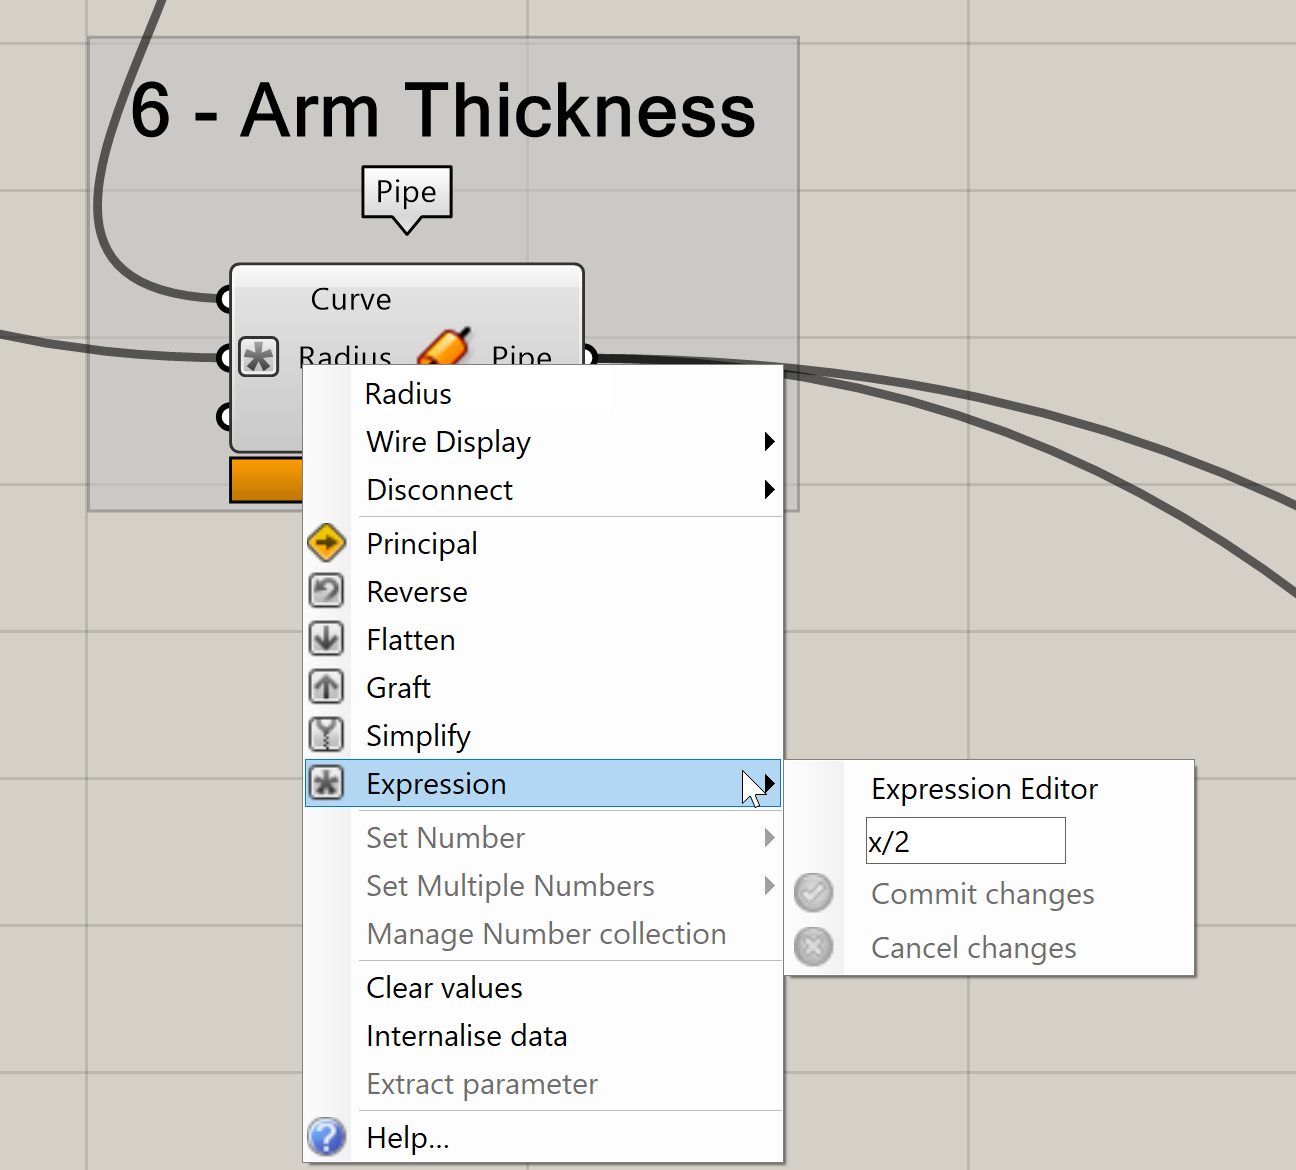 6 - Arm Thickness
Pipe
Curve
Radius
Pipe
Radius
Wire Display
Disconnect
Principal
Reverse
Flatten
Graft
Simplify
Expression
Expression Editor
x/2
Commit changes
Cancel changes
Set Number
Set Multiple Numbers
Manage Number collection
Clear values
Internalise data
Extract parameter
Help...